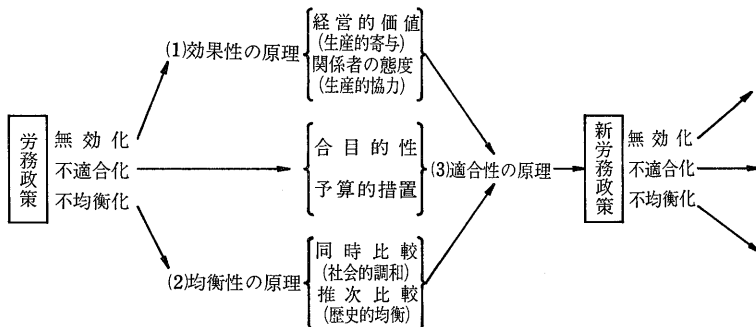 労務政策
無効化
不適合化
不均衡化
(1)効果性の原理
経営的価値
(生産的寄与)
関係者の態度
(生産的協力)
合目的性
予算的措置
(2)均衡性の原理
同時比較
(社会的調和)
推次比較
(歴史的均衡)
(3)適合性の原理
新労務政策
無効化
不適合化
不均衡化